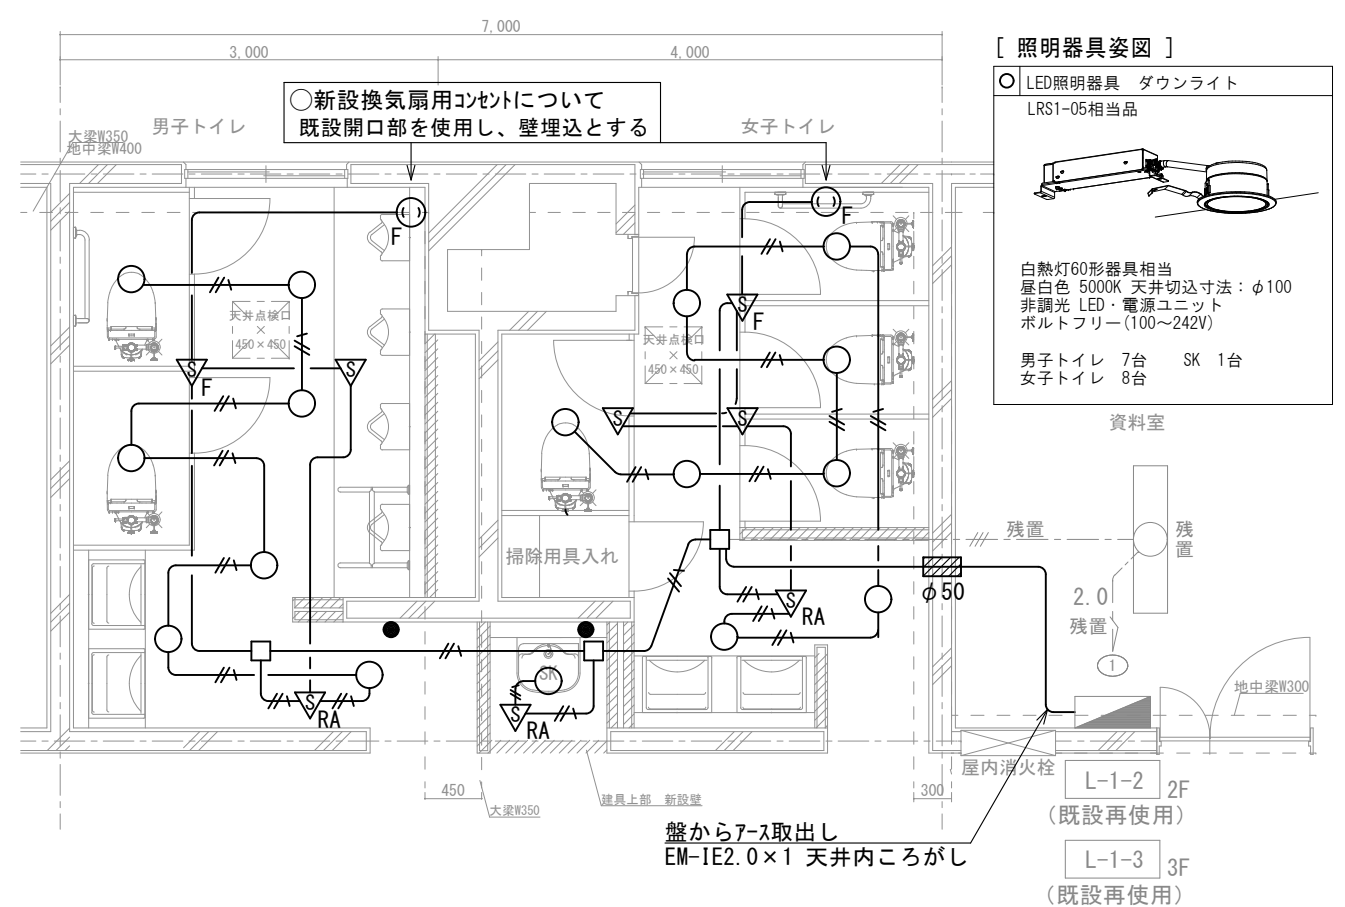 7,000
3,000
4,000
○新設換気扇用コンセントについて
既設開口部を使用し、壁埋込とする
男子トイレ
女子トイレ
大梁W350
地中梁W400
[ 照明器具姿図 ]
○ LED照明器具 ダウンライト
LRS1-05相当品
白熱灯60形器具相当
昼白色 5000K 天井切込寸法：φ100
非調光 LED・電源ユニット
ボルトフリー(100～242V)
男子トイレ 7台 SK 1台
女子トイレ 8台
F
F
天井点検口
×
450×450
S
F
S
S
F
天井点検口
×
450×450
S
S
資料室
掃除用具入れ
残置
残置
φ50
2.0
残置
1
S
RA
SK
S
RA
S
RA
地中梁W300
屋内消火栓
450
大梁W350
建具上部 新設壁
300
盤からアース取出し
EM-IE2.0×1 天井内ころがし
L-1-2 2F
(既設再使用)
L-1-3 3F
(既設再使用)